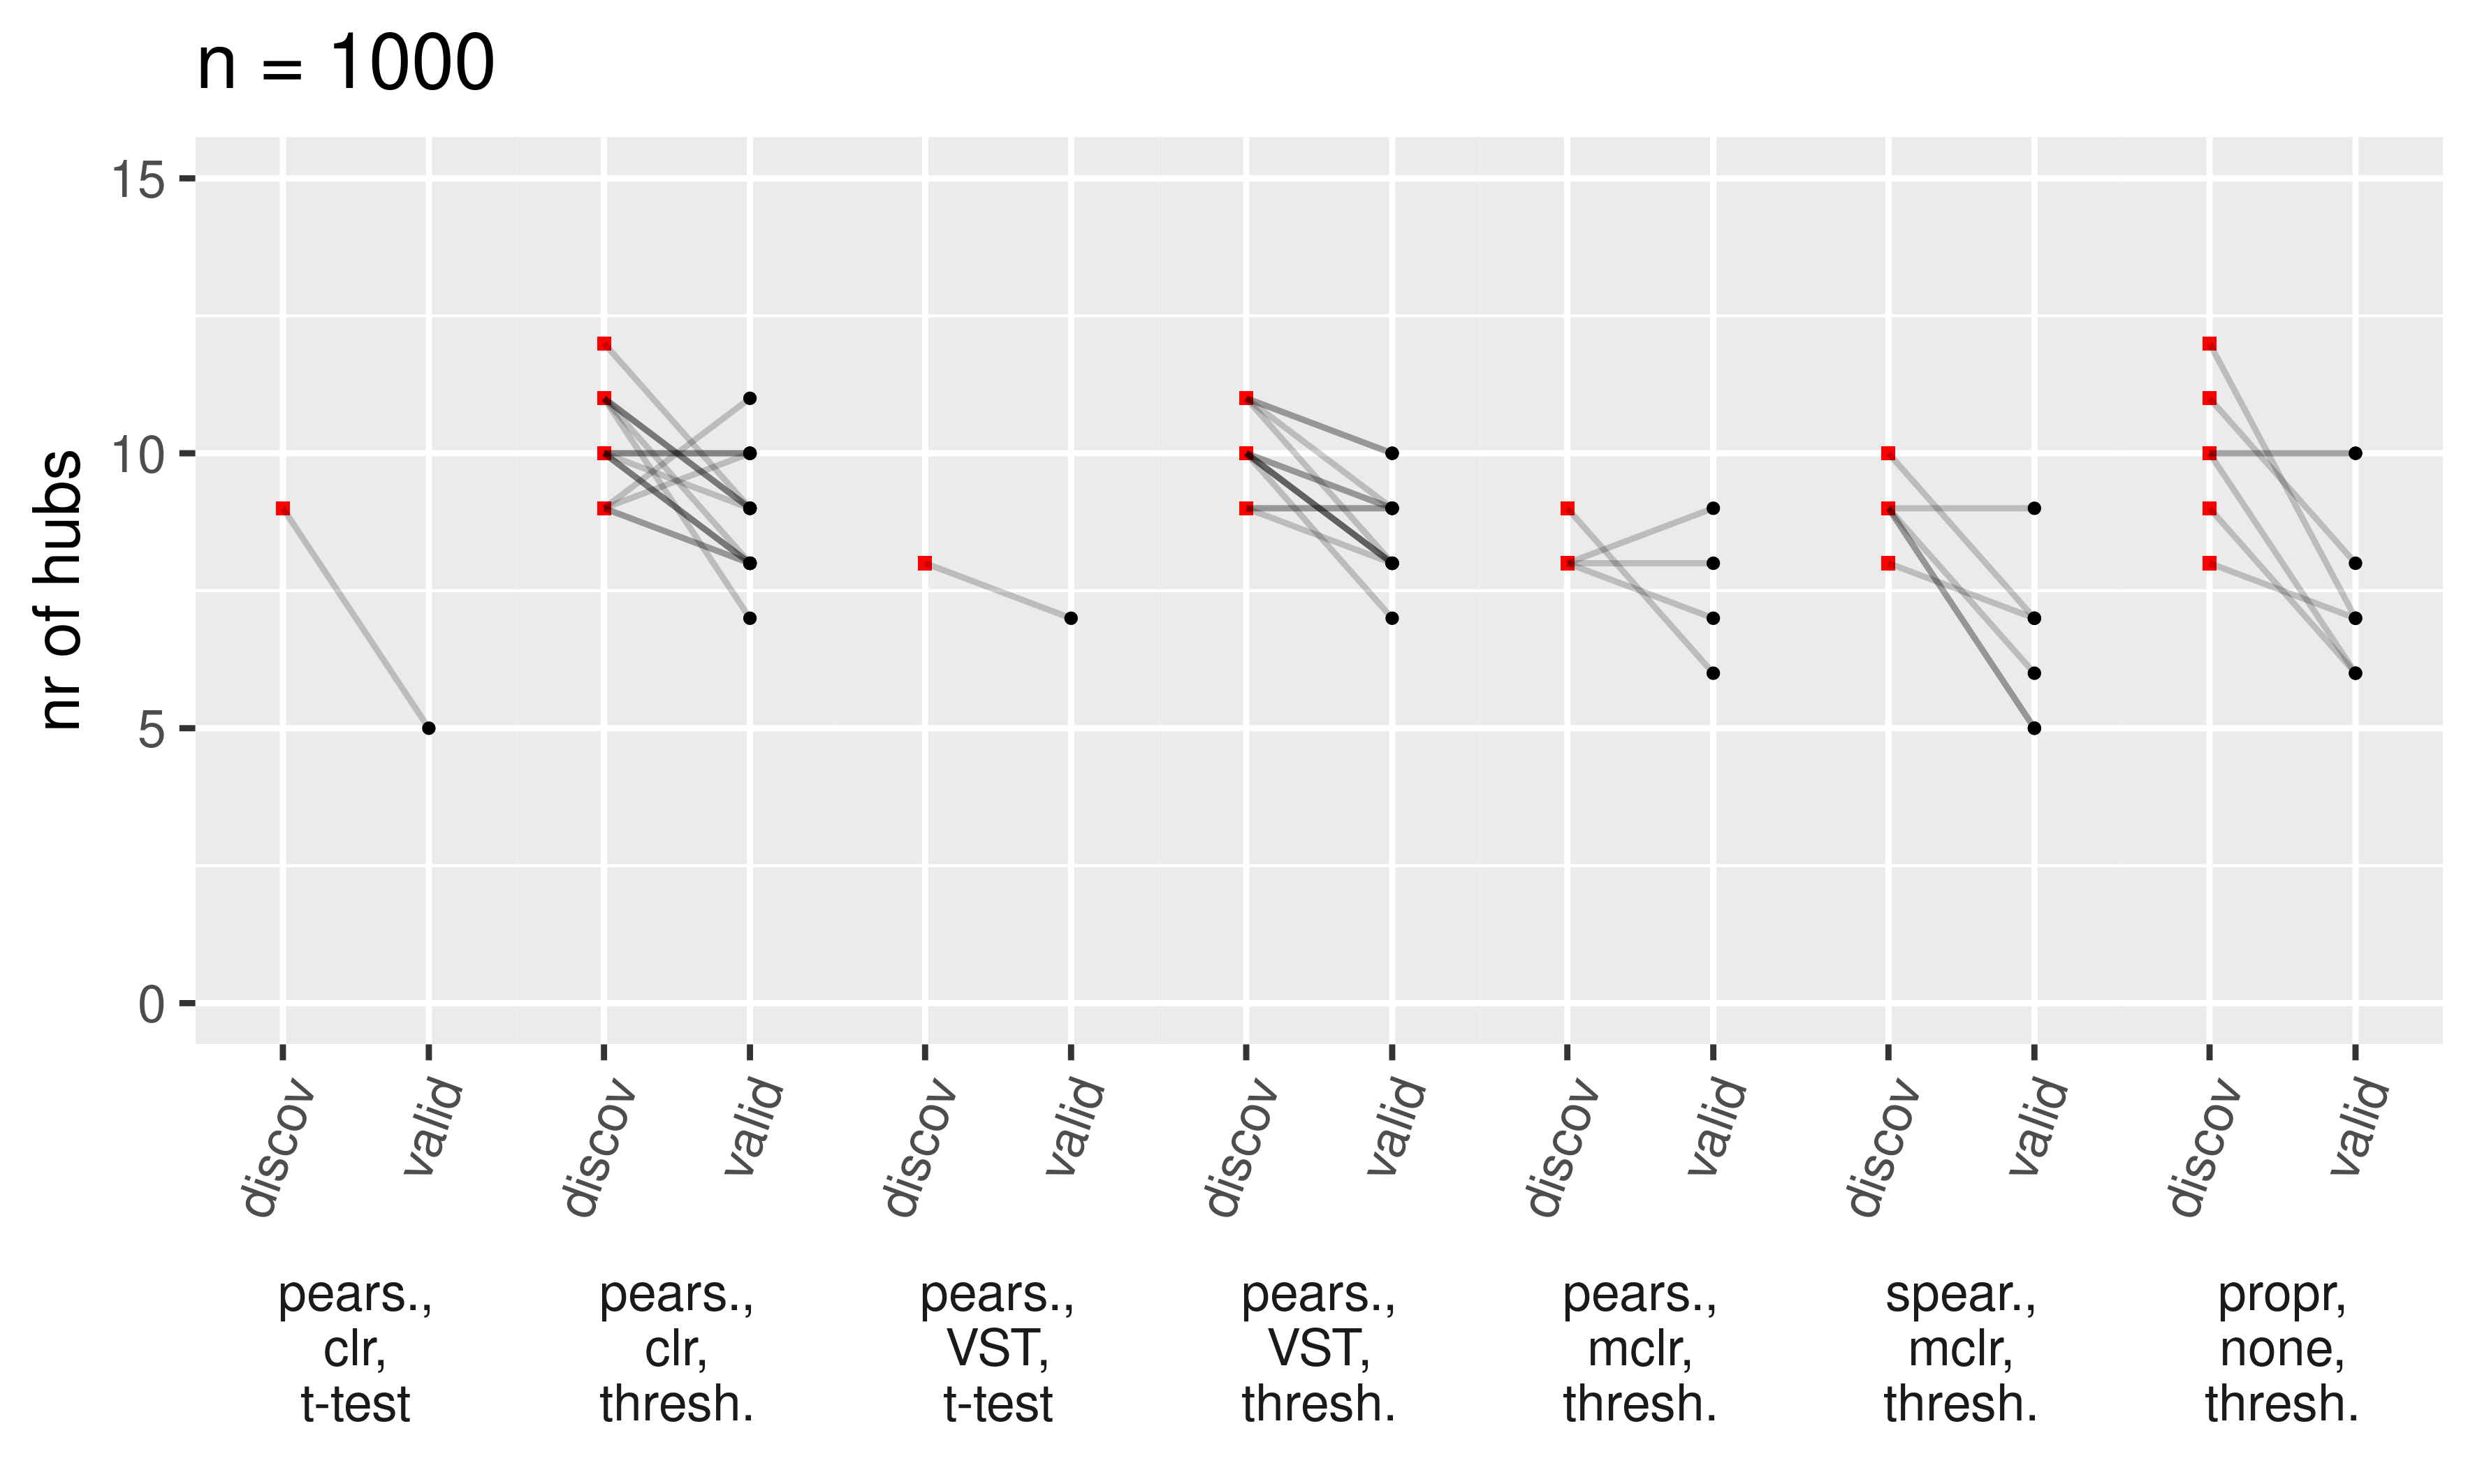 n = 1000
nr of hubs
15
10
5
0
discov valid discov valid discov valid discov valid discov valid discov valid discov valid
pears., pears., pears., pears., pears., spear., propr,
clr, clr, VST, VST, mclr, mclr, none,
t-test thresh. t-test thresh. thresh. thresh. thresh.